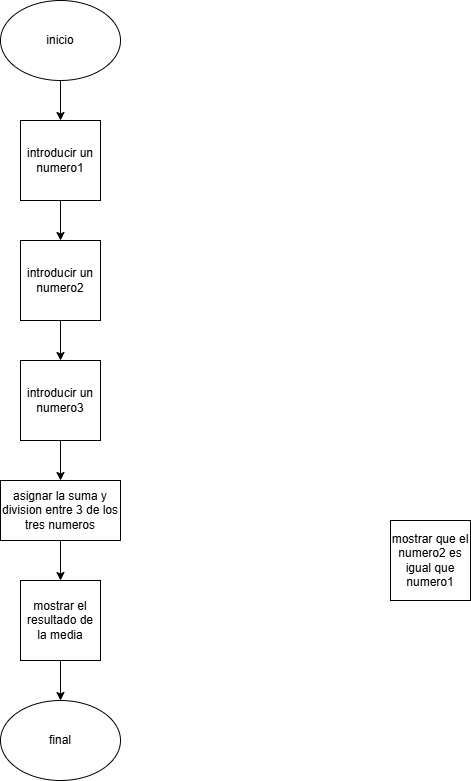 inicio
introducir un
numero1
introducir un
numero2
introducir un
numero3
asignar la suma y
division entre 3 de los
tres numeros
mostrar que el
numero2 es
igual que
numero1
mostrar el
resultado de
la media
final